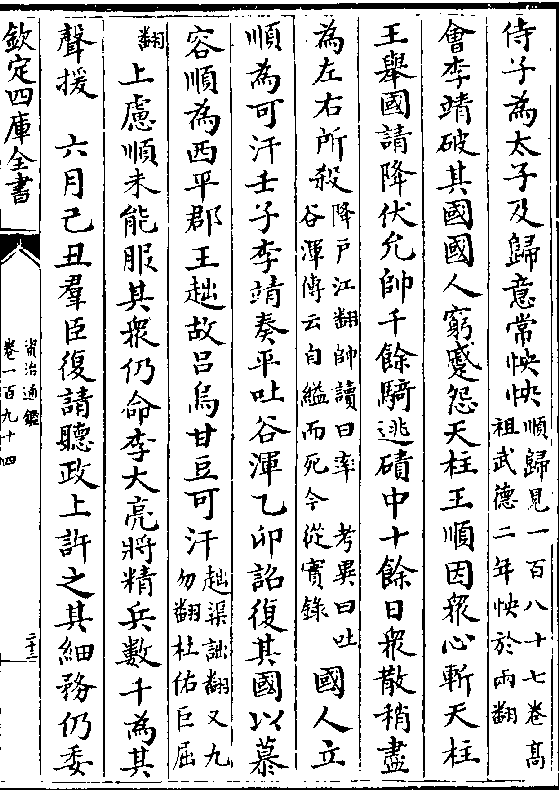 侍子為太子及歸意常怏怏順歸見一百八十七卷高祖武德二年怏於兩翻
會李靖破其國國人窮蹙怨天柱王順因衆心斬天柱
王舉國請降伏允帥千餘騎逃磧中十餘日衆散稍盡
為左右所殺降戶江翻帥讀曰率 考異曰吐谷渾傳云自縊而死今從實錄 國人立
順為可汗壬子李靖奏平吐谷渾乙卯詔復其國以慕
容順為西平郡王趉故吕烏甘豆可汗趉渠詘翻又九勿翻杜佑巨屈
翻上慮順未能服其衆仍命李大亮將精兵數千為其
聲援 六月己丑羣臣復請聽政上許之其細務仍委
欽定四庫全書
資治通鑑
卷一百九十四
二十三